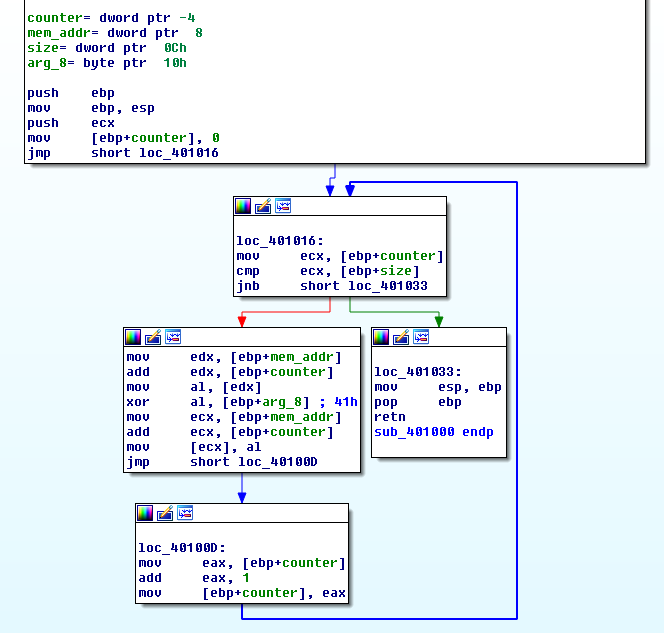 counter= dword ptr -4
mem_addr= dword ptr  8
size= dword ptr  0Ch
arg_8= byte ptr  10h
push    ebp
mov     ebp, esp
push    ecx
mov     [ebp+counter], 0
jmp     short loc_401016
loc_401016:
mov     ecx, [ebp+counter]
cmp     ecx, [ebp+size]
jnb     short loc_401033
mov     edx, [ebp+mem_addr]
add     edx, [ebp+counter]
mov     al, [edx]
xor     al, [ebp+arg_8] ; 41h
mov     ecx, [ebp+mem_addr]
add     ecx, [ebp+counter]
mov     [ecx], al
jmp     short loc_40100D
loc_401033:
mov     esp, ebp
pop     ebp
retn
sub_401000 endp
loc_40100D:
mov     eax, [ebp+counter]
add     eax, 1
mov     [ebp+counter], eax